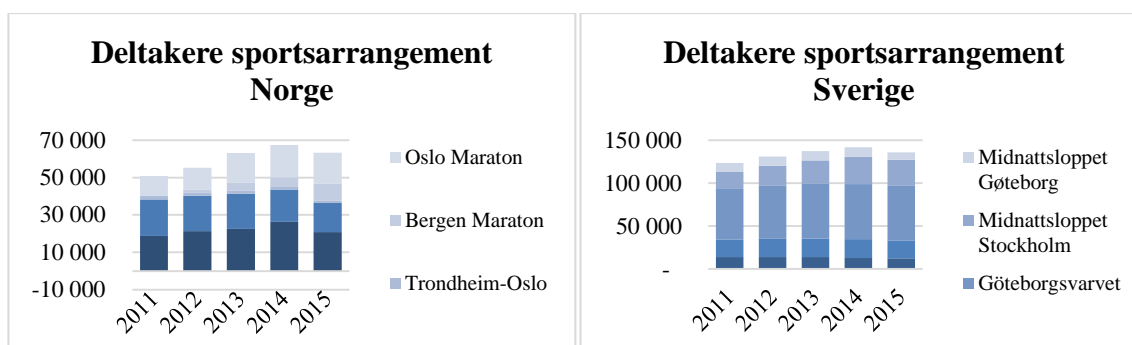 Deltakere sportsarrangement
Norge
70 000
50 000
30 000
10 000
-10 000
2011
2012
2013
2014
2015
Oslo Maraton
Bergen Maraton
Trondheim-Oslo
Deltakere sportsarrangement
Sverige
150 000
100 000
50 000
-
2011
2012
2013
2014
2015
Midnattsloppet
Gøteborg
Midnattsloppet
Stockholm
Göteborgsvarvet